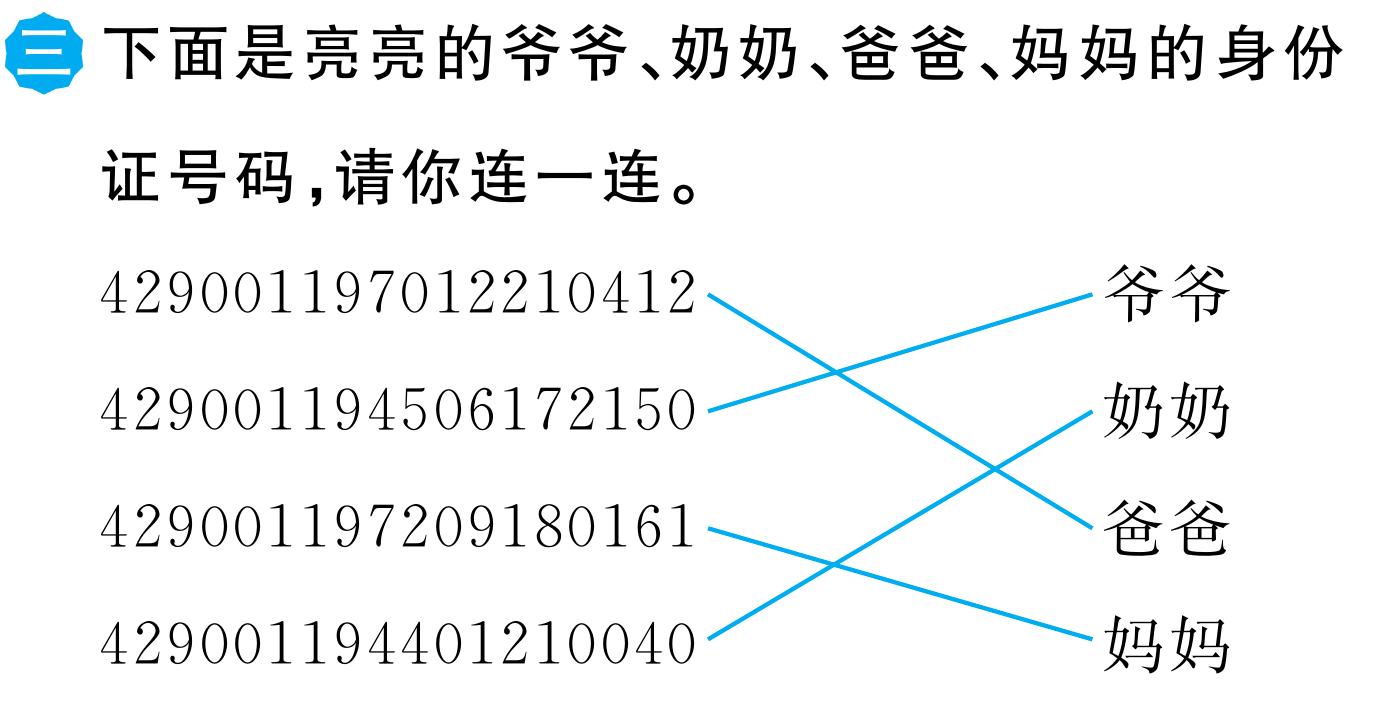 三 下面是亮亮的爷爷、奶奶、爸爸、妈妈的身份
证号码,请你连一连。
429001197012210412 爷爷
429001194506172150 奶奶
429001197209180161 爸爸
429001194401210040 妈妈